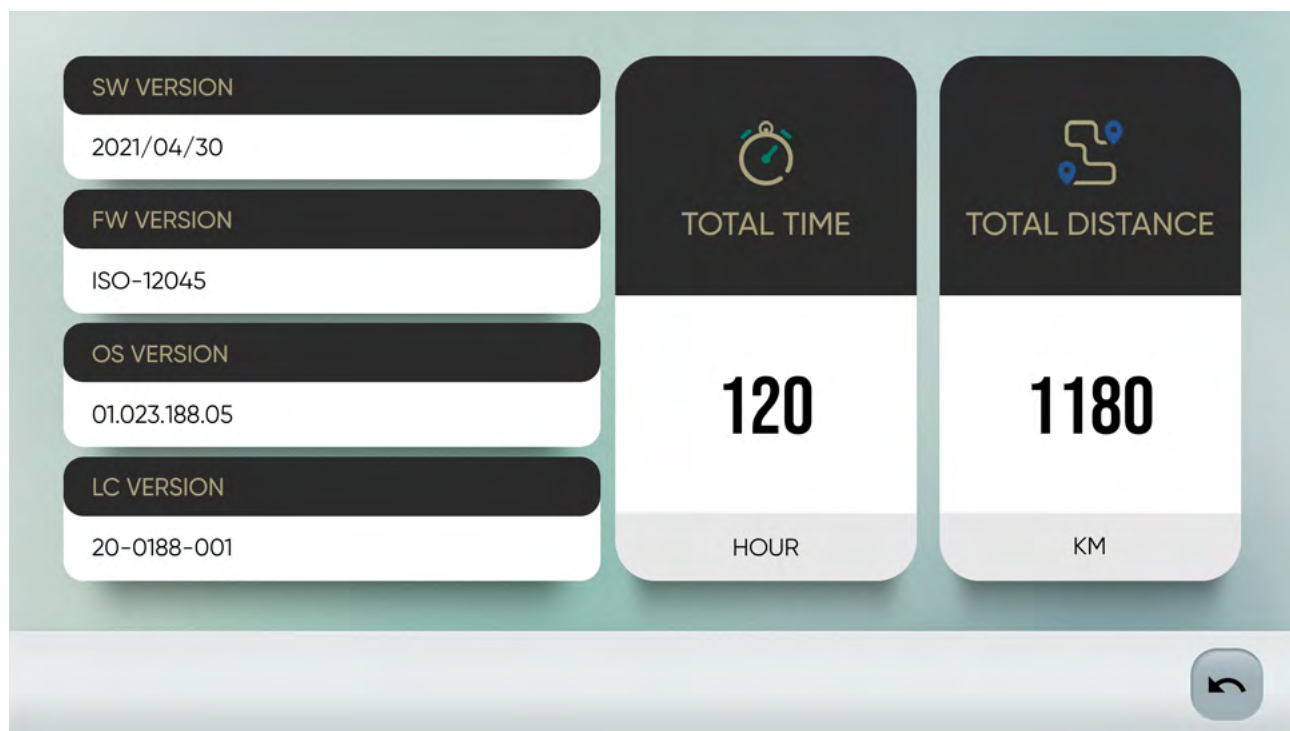 SW VERSION
2021/04/30
FW VERSION
ISO-12045
OS VERSION
01.023.188.05
LC VERSION
20-0188-001
TOTAL TIME
120
HOUR
TOTAL DISTANCE
1180
KM